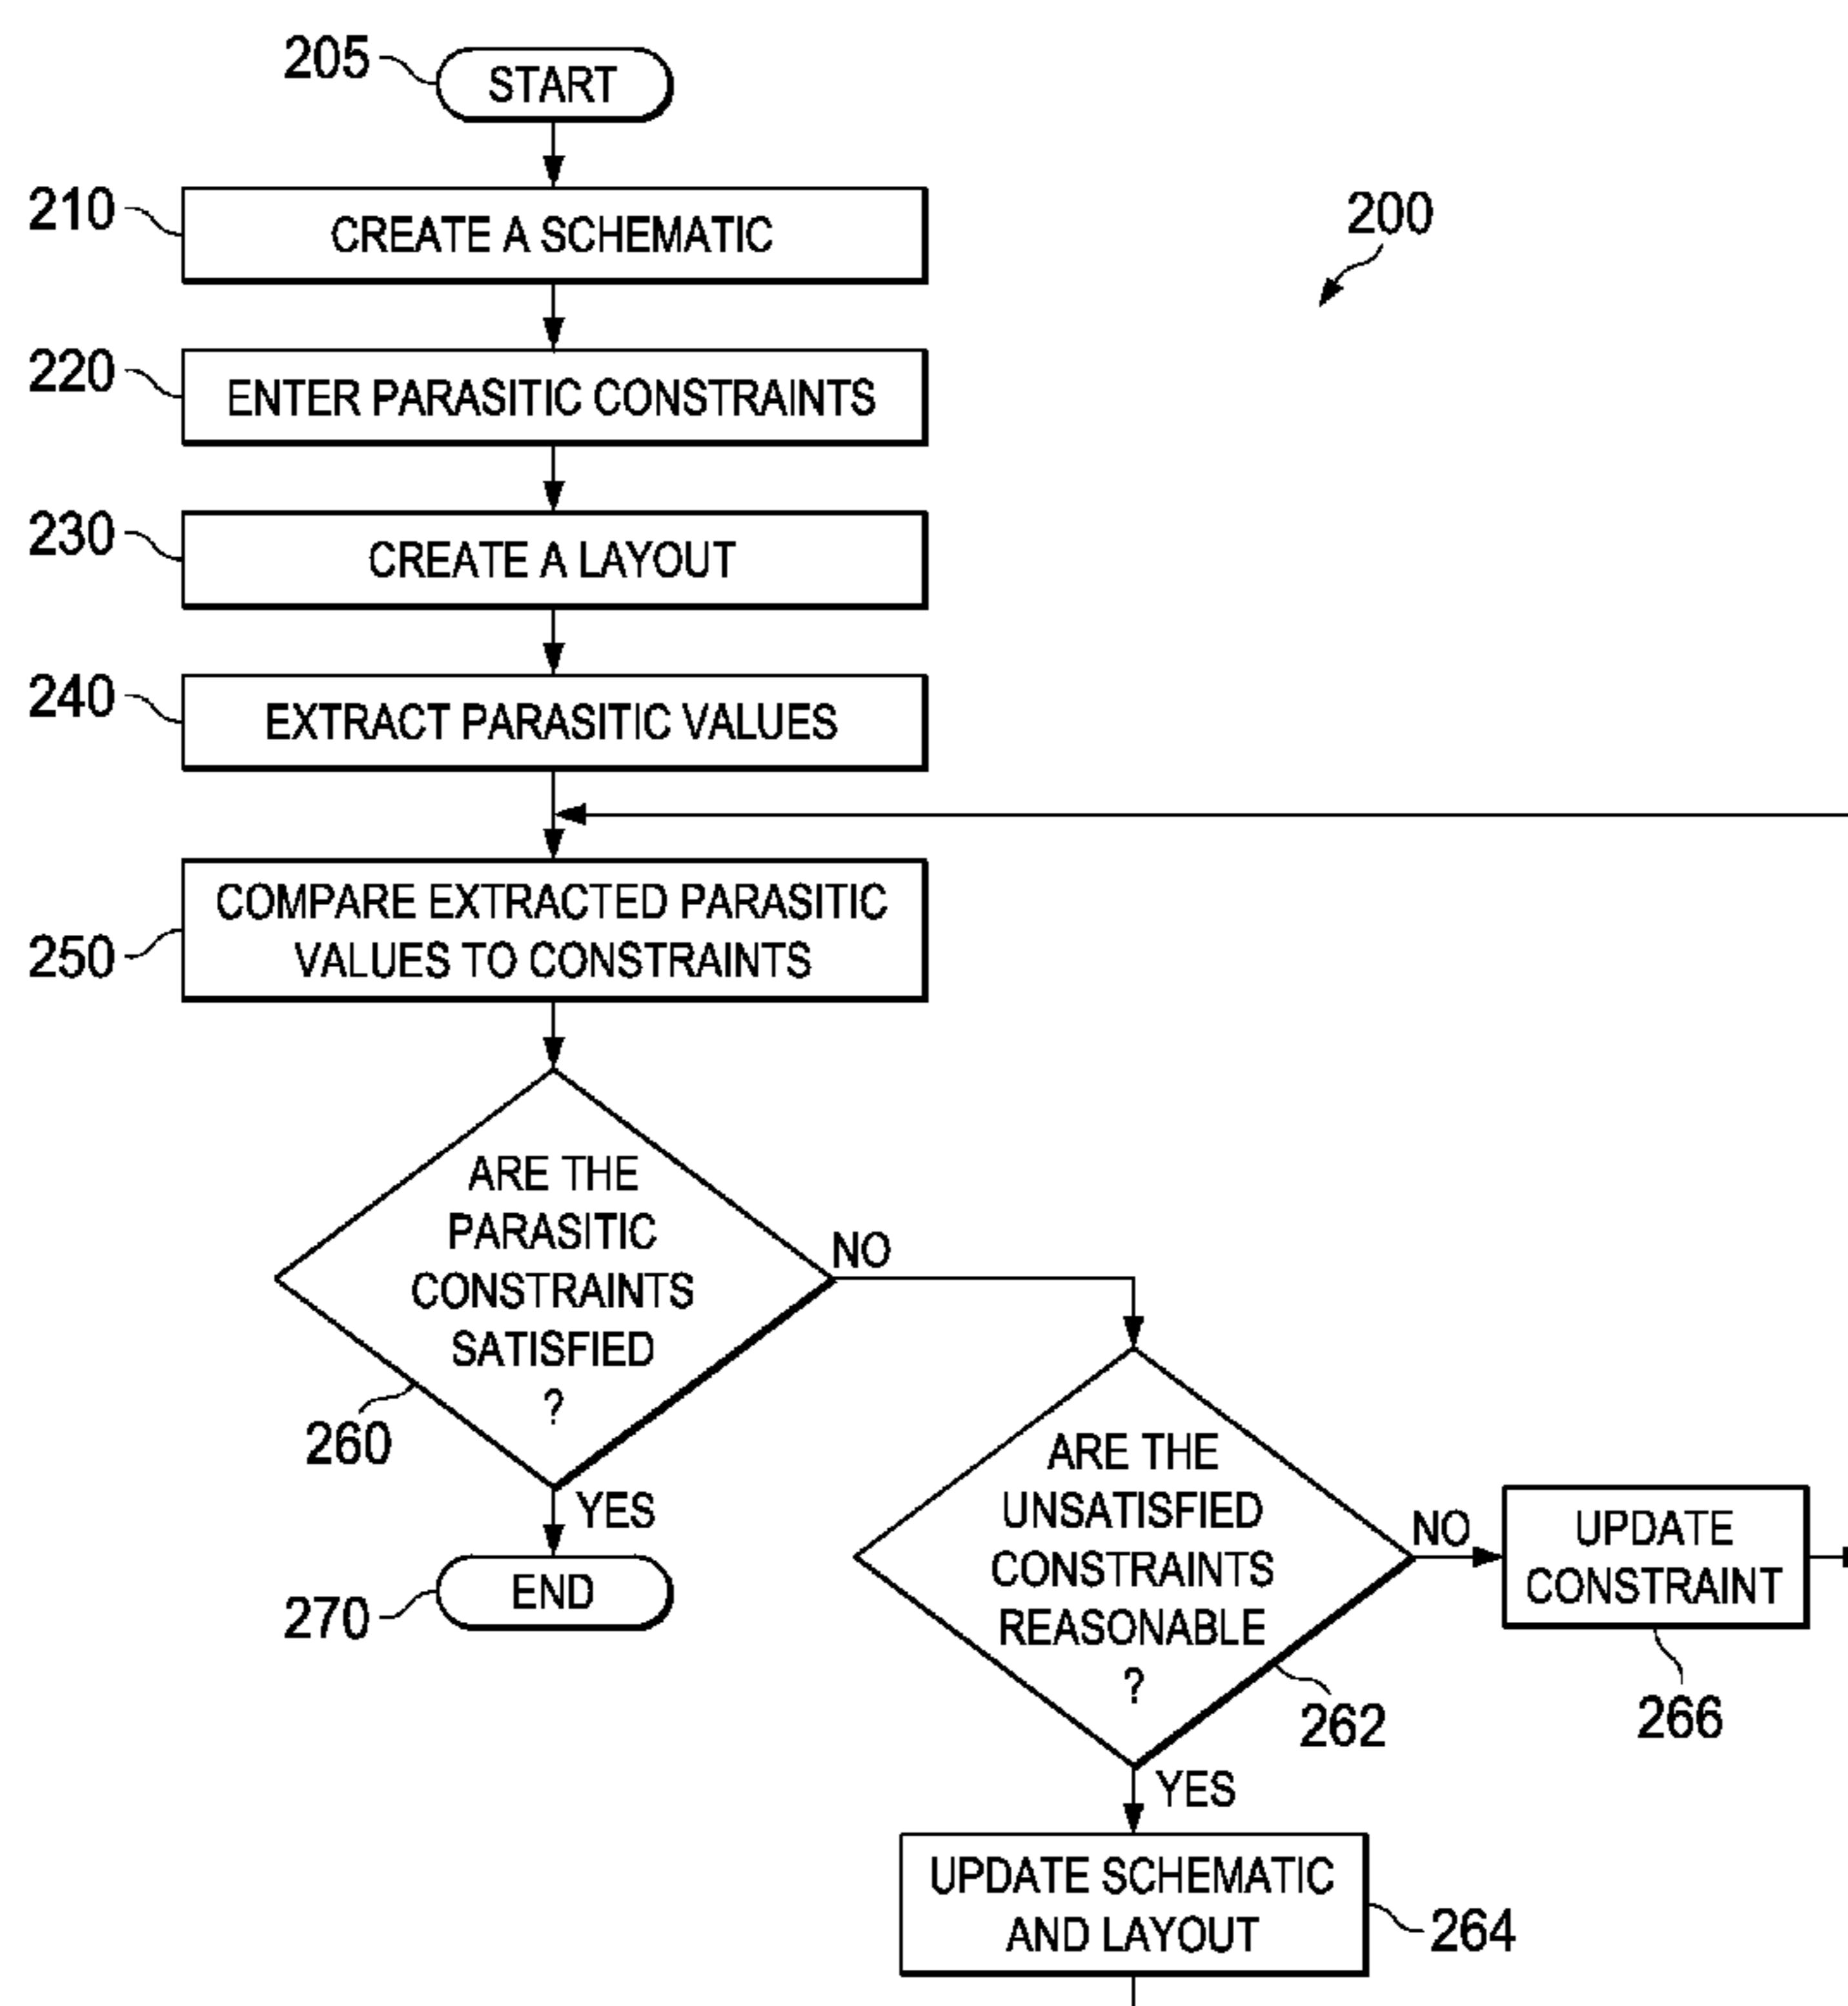 205
START
210
CREATE A SCHEMATIC
200
220
ENTER PARASITIC CONSTRAINTS
230
CREATE A LAYOUT
240
EXTRACT PARASITIC VALUES
250
COMPARE EXTRACTED PARASITIC
VALUES TO CONSTRAINTS
ARE THE
PARASITIC
CONSTRAINTS
SATISFIED
?
NO
260
YES
270
END
ARE THE
UNSATISFIED
CONSTRAINTS
REASONABLE
?
NO
262
UPDATE
CONSTRAINT
266
YES
UPDATE SCHEMATIC
AND LAYOUT
264